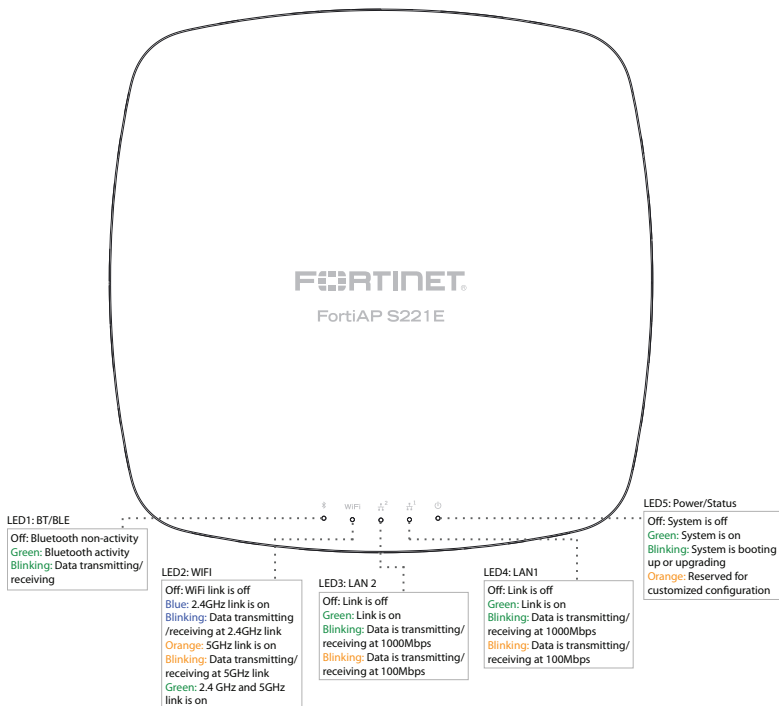 FORTINET®
FortiAP S221E
WiFi
2
1
LED1: BT/BLE
Off: Bluetooth non-activity
Green: Bluetooth activity
Blinking: Data transmitting/
receiving
LED2: WIFI
Off: WiFi link is off
Blue: 2.4GHz link is on
Blinking: Data transmitting
/receiving at 2.4GHz link
Orange: 5GHz link is on
Blinking: Data transmitting/
receiving at 5GHz link
Green: 2.4 GHz and 5GHz
link is on
LED3: LAN 2
Off: Link is off
Green: Link is on
Blinking: Data is transmitting/
receiving at 1000Mbps
Blinking: Data is transmitting/
receiving at 100Mbps
LED4: LAN1
Off: Link is off
Green: Link is on
Blinking: Data is transmitting/
receiving at 1000Mbps
Blinking: Data is transmitting/
receiving at 100Mbps
LED5: Power/Status
Off: System is off
Green: System is on
Blinking: System is booting
up or upgrading
Orange: Reserved for
customized configuration